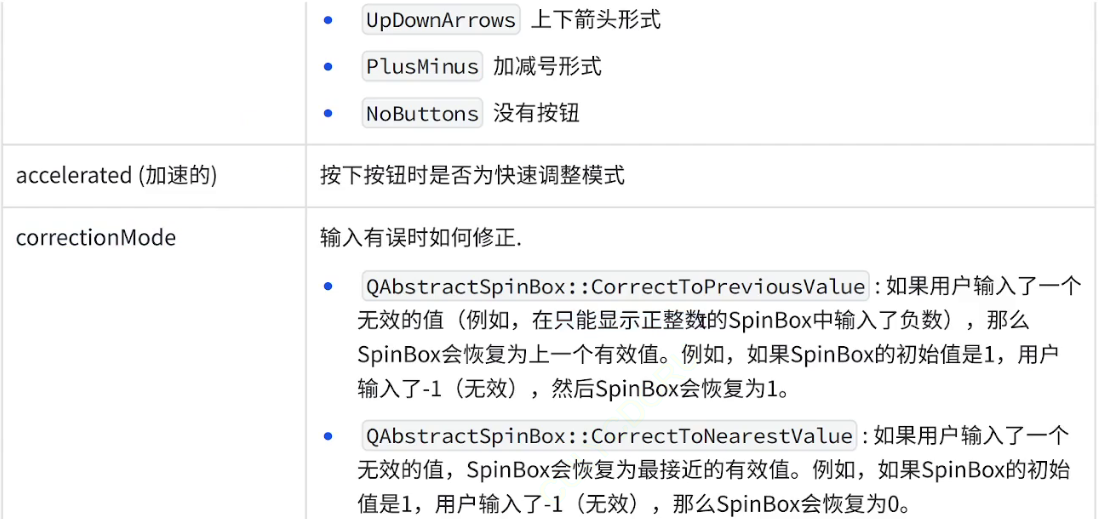 UpDownArrows 上下箭头形式
PlusMinus 加减号形式
NoButtons 没有按钮
accelerated (加速的) 按下按钮时是否为快速调整模式
correctionMode 输入有误时如何修正.
QAbstractSpinBox::CorrectToPreviousValue : 如果用户输入了一个
无效的值（例如，在只能显示正整数的SpinBox中输入了负数），那么
SpinBox会恢复为上一个有效值。例如，如果SpinBox的初始值是1，用户
输入了-1（无效），然后SpinBox会恢复为1。
QAbstractSpinBox::CorrectToNearestValue : 如果用户输入了一个
无效的值，SpinBox会恢复为最接近的有效值。例如，如果SpinBox的初始
值是1，用户输入了-1（无效），那么SpinBox会恢复为0。